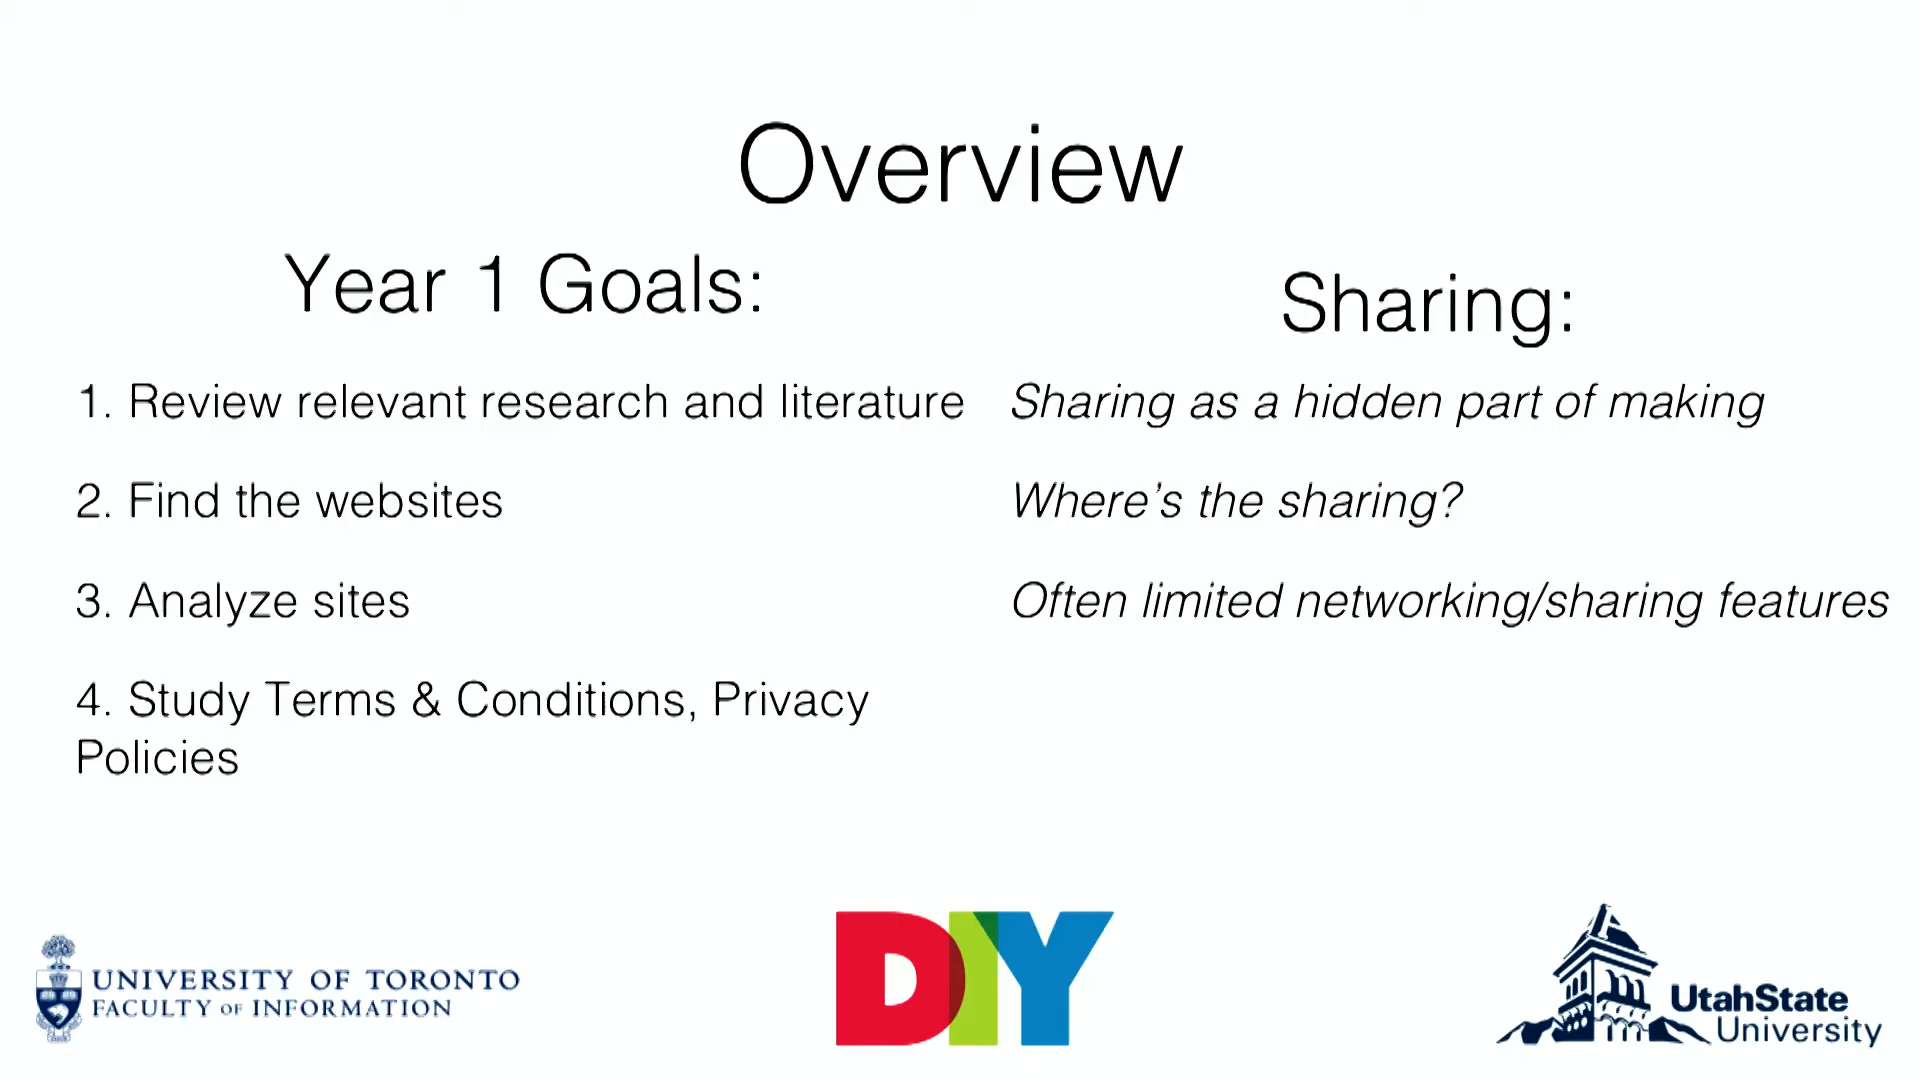 Overview
Year 1 Goals:
1. Review relevant research and literature
2. Find the websites
3. Analyze sites
4. Study Terms & Conditions, Privacy
Policies
Sharing:
Sharing as a hidden part of making
Where's the sharing?
Often limited networking/sharing features
UNIVERSITY OF TORONTO
FACULTY OF INFORMATION
DIY
UtahState
University